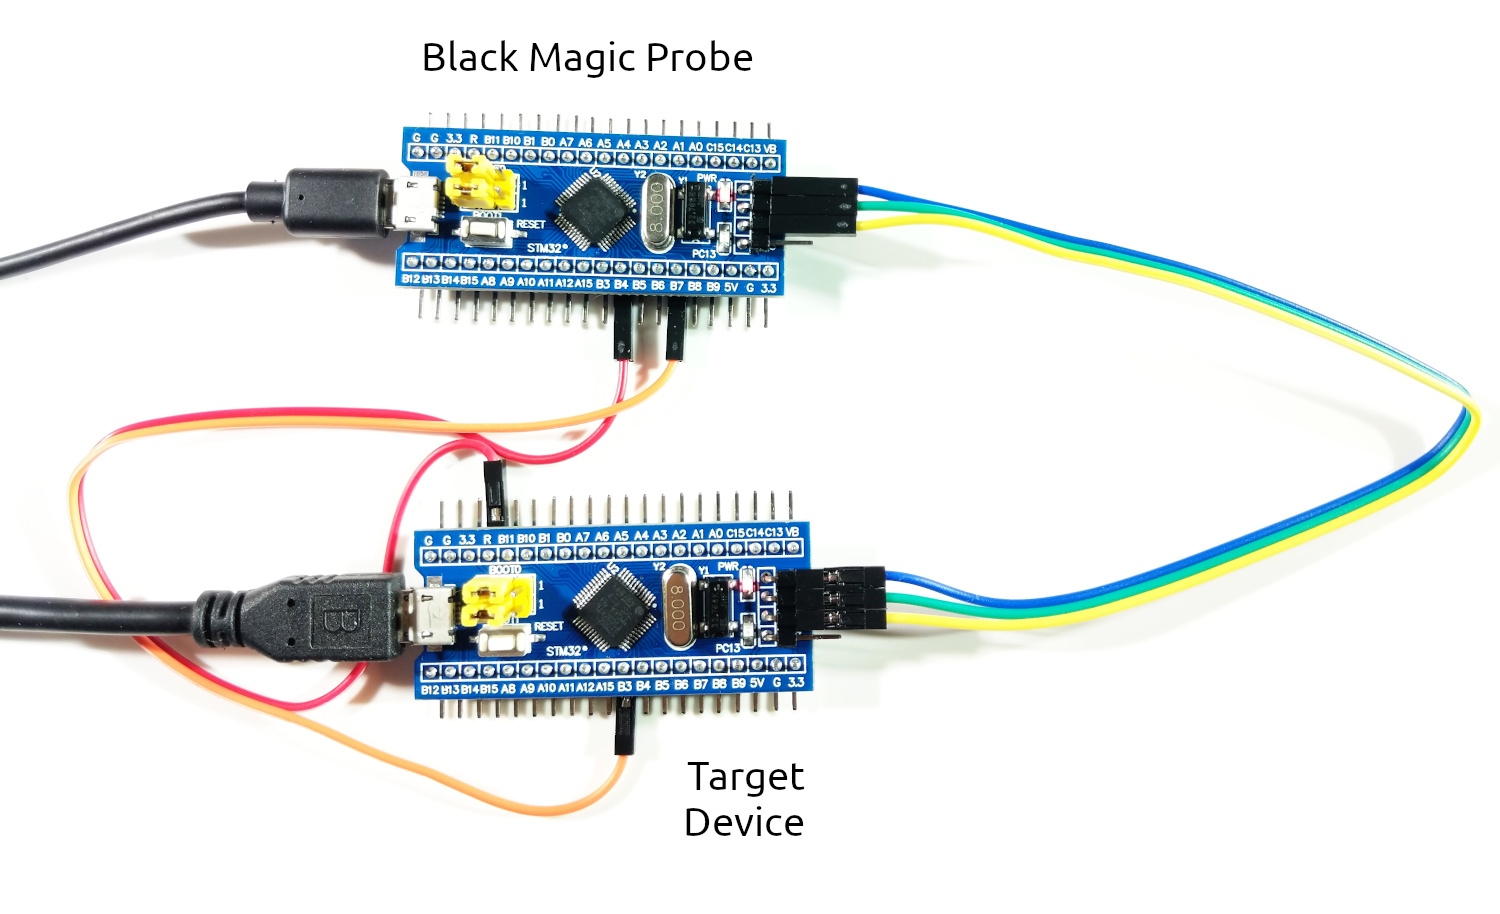 Black Magic Probe
G G 3.3 R B11 B10 B1 B0 A7 A6 A5 A4 A3 A2 A1 A0 C15 C14 C13 VB
Y2 Y1 PWR
1
1
8.000
RESET
STM32
PC13
B12 B13 B14 B15 A8 A9 A10 A11 A12 A15 B3 B4 B5 B6 B7 B8 B9 5V G 3.3
G G 3.3 R B11 B10 B1 B0 A7 A6 A5 A4 A3 A2 A1 A0 C15 C14 C13 VB
BOOT0 Y2 Y1 PWR
1
1
8.000
B
RESET
STM32
PC13
B12 B13 B14 B15 A8 A9 A10 A11 A12 A15 B3 B4 B5 B6 B7 B8 B9 5V G 3.3
Target
Device